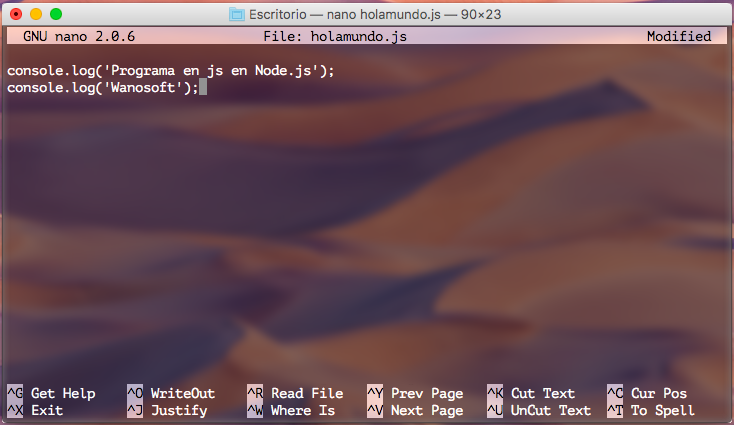 Escritorio — nano holamundo.js — 90×23
GNU nano 2.0.6 File: holamundo.js Modified
console.log('Programa en js en Node.js');
console.log('Wanosoft');
^G Get Help ^O WriteOut ^R Read File ^Y Prev Page ^K Cut Text ^C Cur Pos
^X Exit ^J Justify ^W Where Is ^V Next Page ^U UnCut Text ^T To Spell